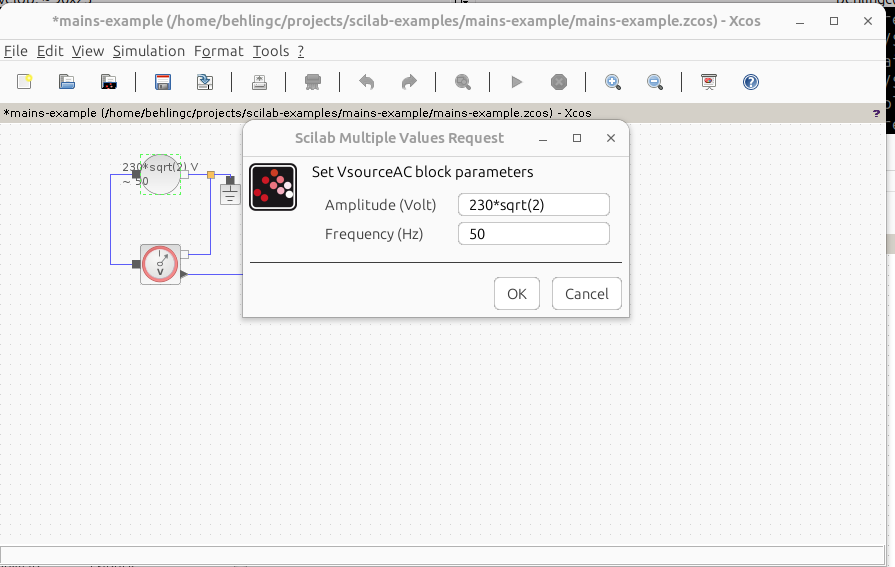 *mains-example (/home/behlingc/projects/scilab-examples/mains-example/mains-example.zcos) - Xcos
File Edit View Simulation Format Tools ?
*mains-example (/home/behlingc/projects/scilab-examples/mains-example/mains-example.zcos) - Xcos ?
Scilab Multiple Values Request
Set VsourceAC block parameters
Amplitude (Volt) 230*sqrt(2)
Frequency (Hz) 50
OK Cancel
230*sqrt(2) V
~ 50
V